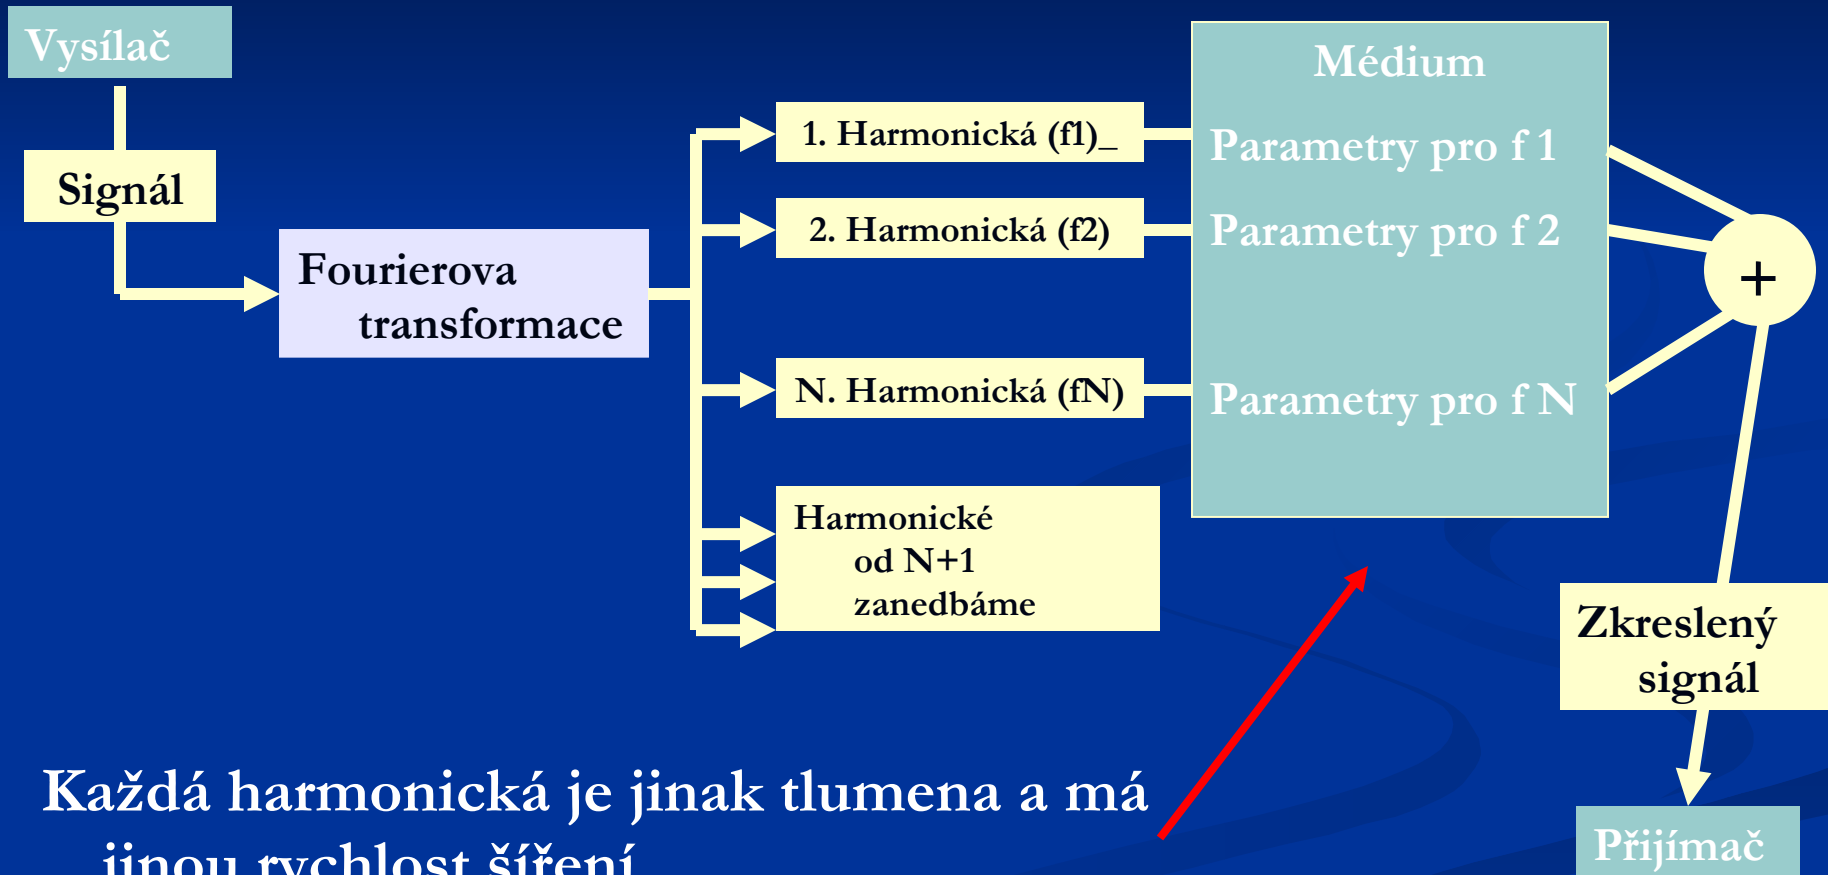 Vysílač
Signál
Fourierova
transformace
1. Harmonická (f1)_
2. Harmonická (f2)
N. Harmonická (fN)
Harmonické
od N+1
zanedbáme
Médium
Parametry pro f 1
Parametry pro f 2
Parametry pro f N
+
Zkreslený
signál
Přijímač
Každá harmonická je jinak tlumena a má
jinou rychlost šíření